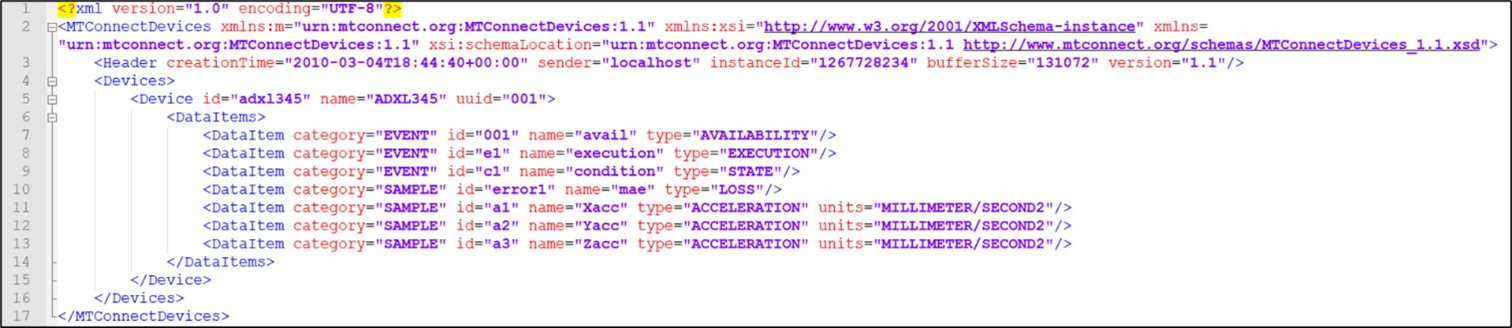 1 <?xml version="1.0" encoding="UTF-8"?>
2 <MTConnectDevices xmlns:m="urn:mtconnect.org:MTConnectDevices:1.1" xmlns:xsi="http://www.w3.org/2001/XMLSchema-instance" xmlns=
"urn:mtconnect.org:MTConnectDevices:1.1" xsi:schemaLocation="urn:mtconnect.org:MTConnectDevices:1.1 http://www.mtconnect.org/schemas/MTConnectDevices_1.1.xsd">
3 <Header creationTime="2010-03-04T18:44:40+00:00" sender="localhost" instanceId="1267728234" bufferSize="131072" version="1.1"/>
4 <Devices>
5 <Device id="adxl345" name="ADXL345" uuid="001">
6 <DataItems>
7 <DataItem category="EVENT" id="001" name="avail" type="AVAILABILITY"/>
8 <DataItem category="EVENT" id="e1" name="execution" type="EXECUTION"/>
9 <DataItem category="EVENT" id="c1" name="condition" type="STATE"/>
10 <DataItem category="SAMPLE" id="error1" name="mae" type="LOSS"/>
11 <DataItem category="SAMPLE" id="a1" name="Xacc" type="ACCELERATION" units="MILLIMETER/SECOND2"/>
12 <DataItem category="SAMPLE" id="a2" name="Yacc" type="ACCELERATION" units="MILLIMETER/SECOND2"/>
13 <DataItem category="SAMPLE" id="a3" name="Zacc" type="ACCELERATION" units="MILLIMETER/SECOND2"/>
14 </DataItems>
15 </Device>
16 </Devices>
17 </MTConnectDevices>